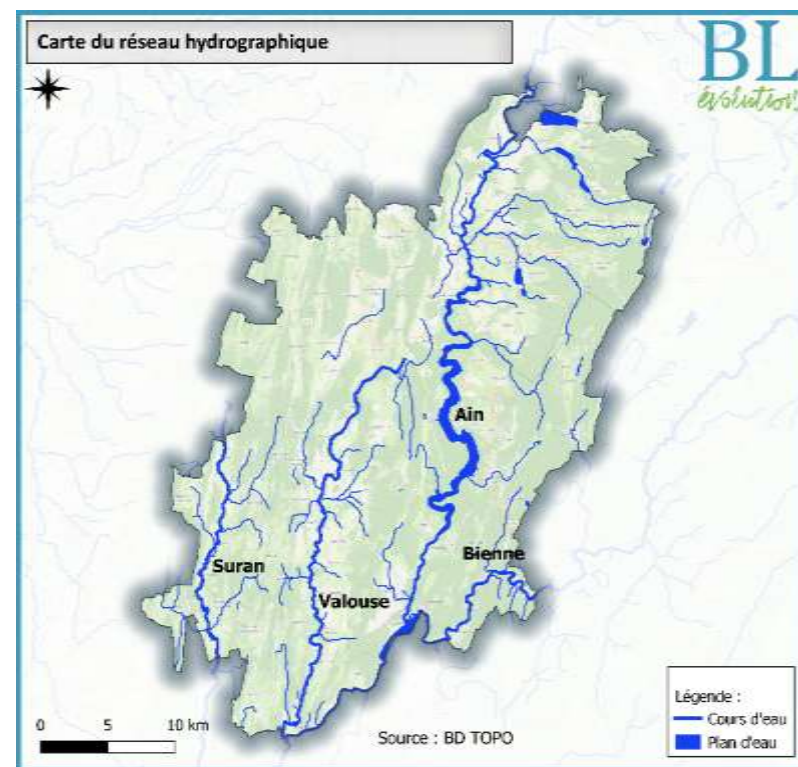 Carte du réseau hydrographique
BL
évolution
Ain
Bienne
Suran
Valouse
0 5 10 km
Source : BD TOPO
Légende :
Cours d'eau
Plan d'eau